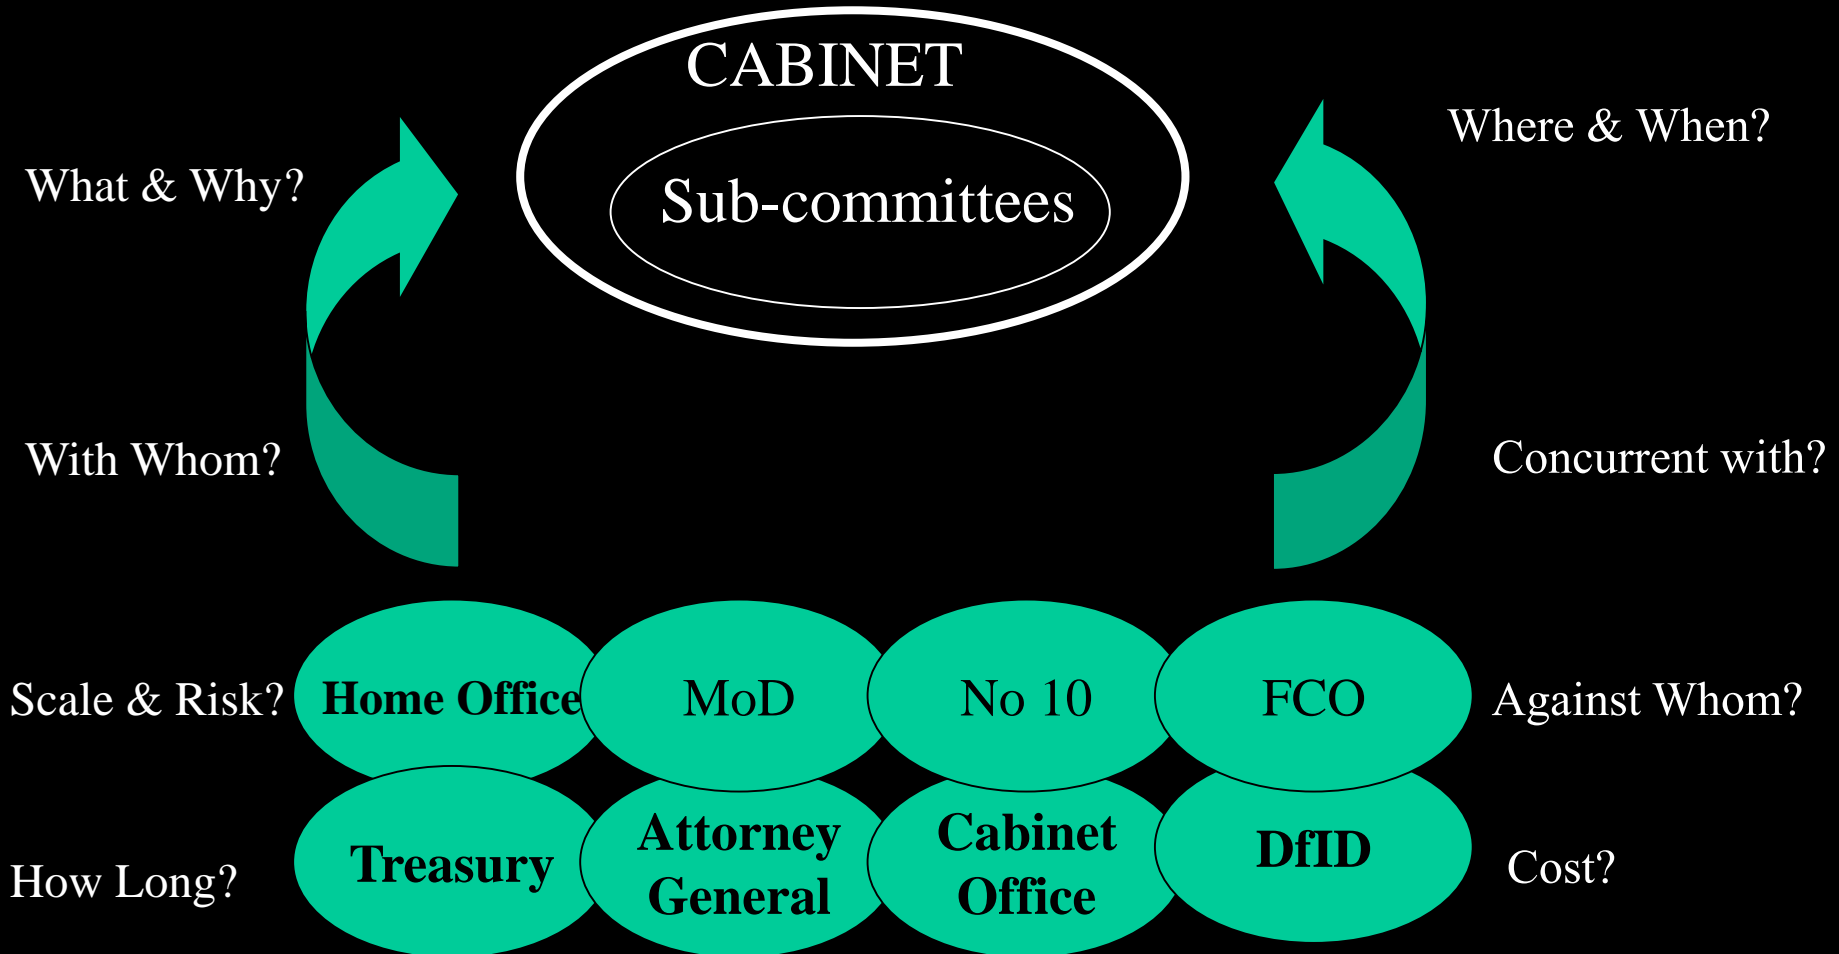 CABINET
Where & When?
What & Why?
Sub-committees
With Whom?
Concurrent with?
Scale & Risk?
Home Office
MoD
No 10
FCO
Against Whom?
How Long?
Treasury
Attorney
General
Cabinet
Office
DfID
Cost?